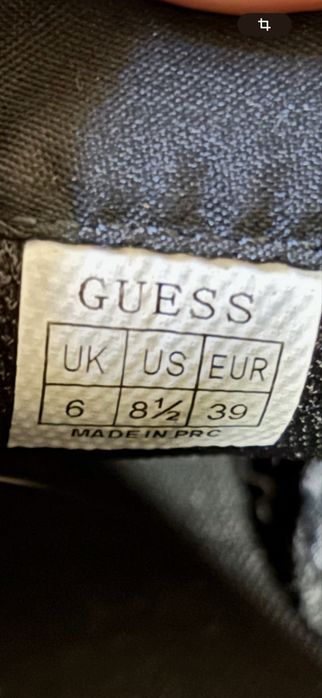 GUESS
UK US EUR
6 8½ 39
MADE IN PRC